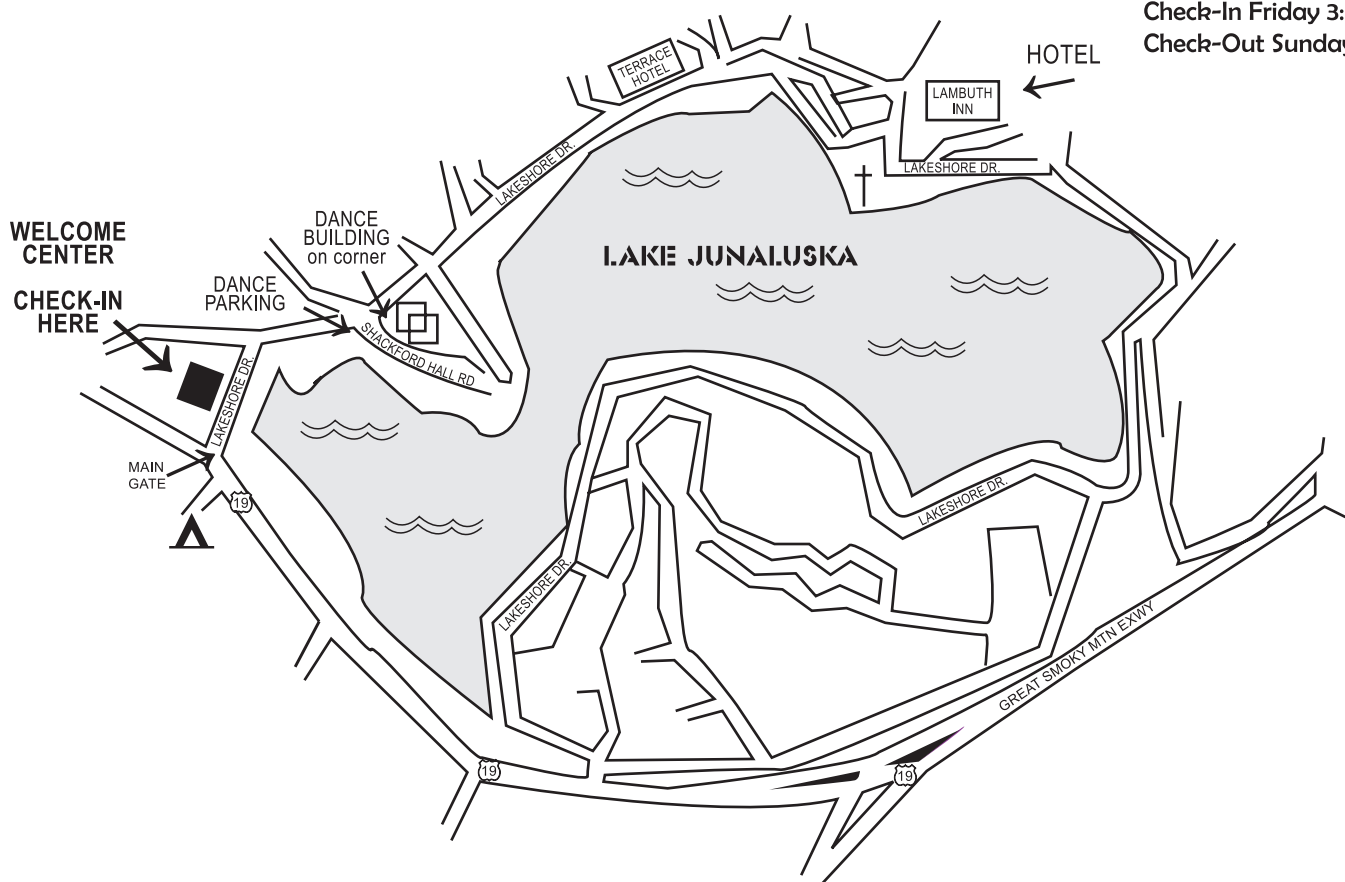 Check-In Friday 3:
Check-Out Sunday
HOTEL
TERRACE
HOTEL
LAMBUTH
INN
LAKESHORE DR.
LAKESHORE DR.
DANCE
BUILDING
on corner
WELCOME
CENTER
LAKE JUNALUSKA
DANCE
PARKING
CHECK-IN
HERE
SHACKFORD HALL RD
LAKESHORE DR.
MAIN
GATE
19
LAKESHORE DR.
LAKESHORE DR.
GREAT SMOKY MTN EXWY
19
19